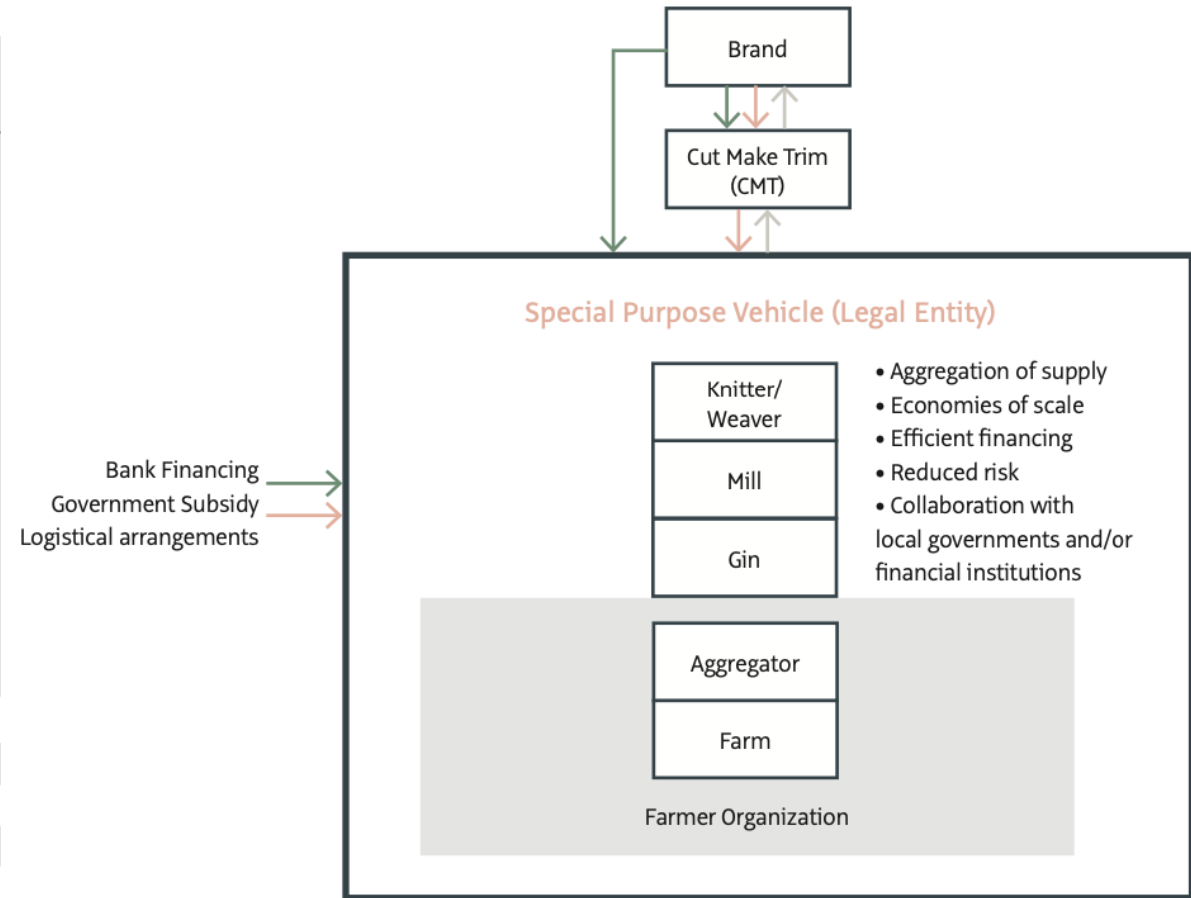 Brand
Cut Make Trim
(CMT)
Special Purpose Vehicle (Legal Entity)
Knitter/
Weaver
Mill
Gin
• Aggregation of supply
• Economies of scale
• Efficient financing
• Reduced risk
• Collaboration with
local governments and/or
financial institutions
Bank Financing
Government Subsidy
Logistical arrangements
Aggregator
Farm
Farmer Organization